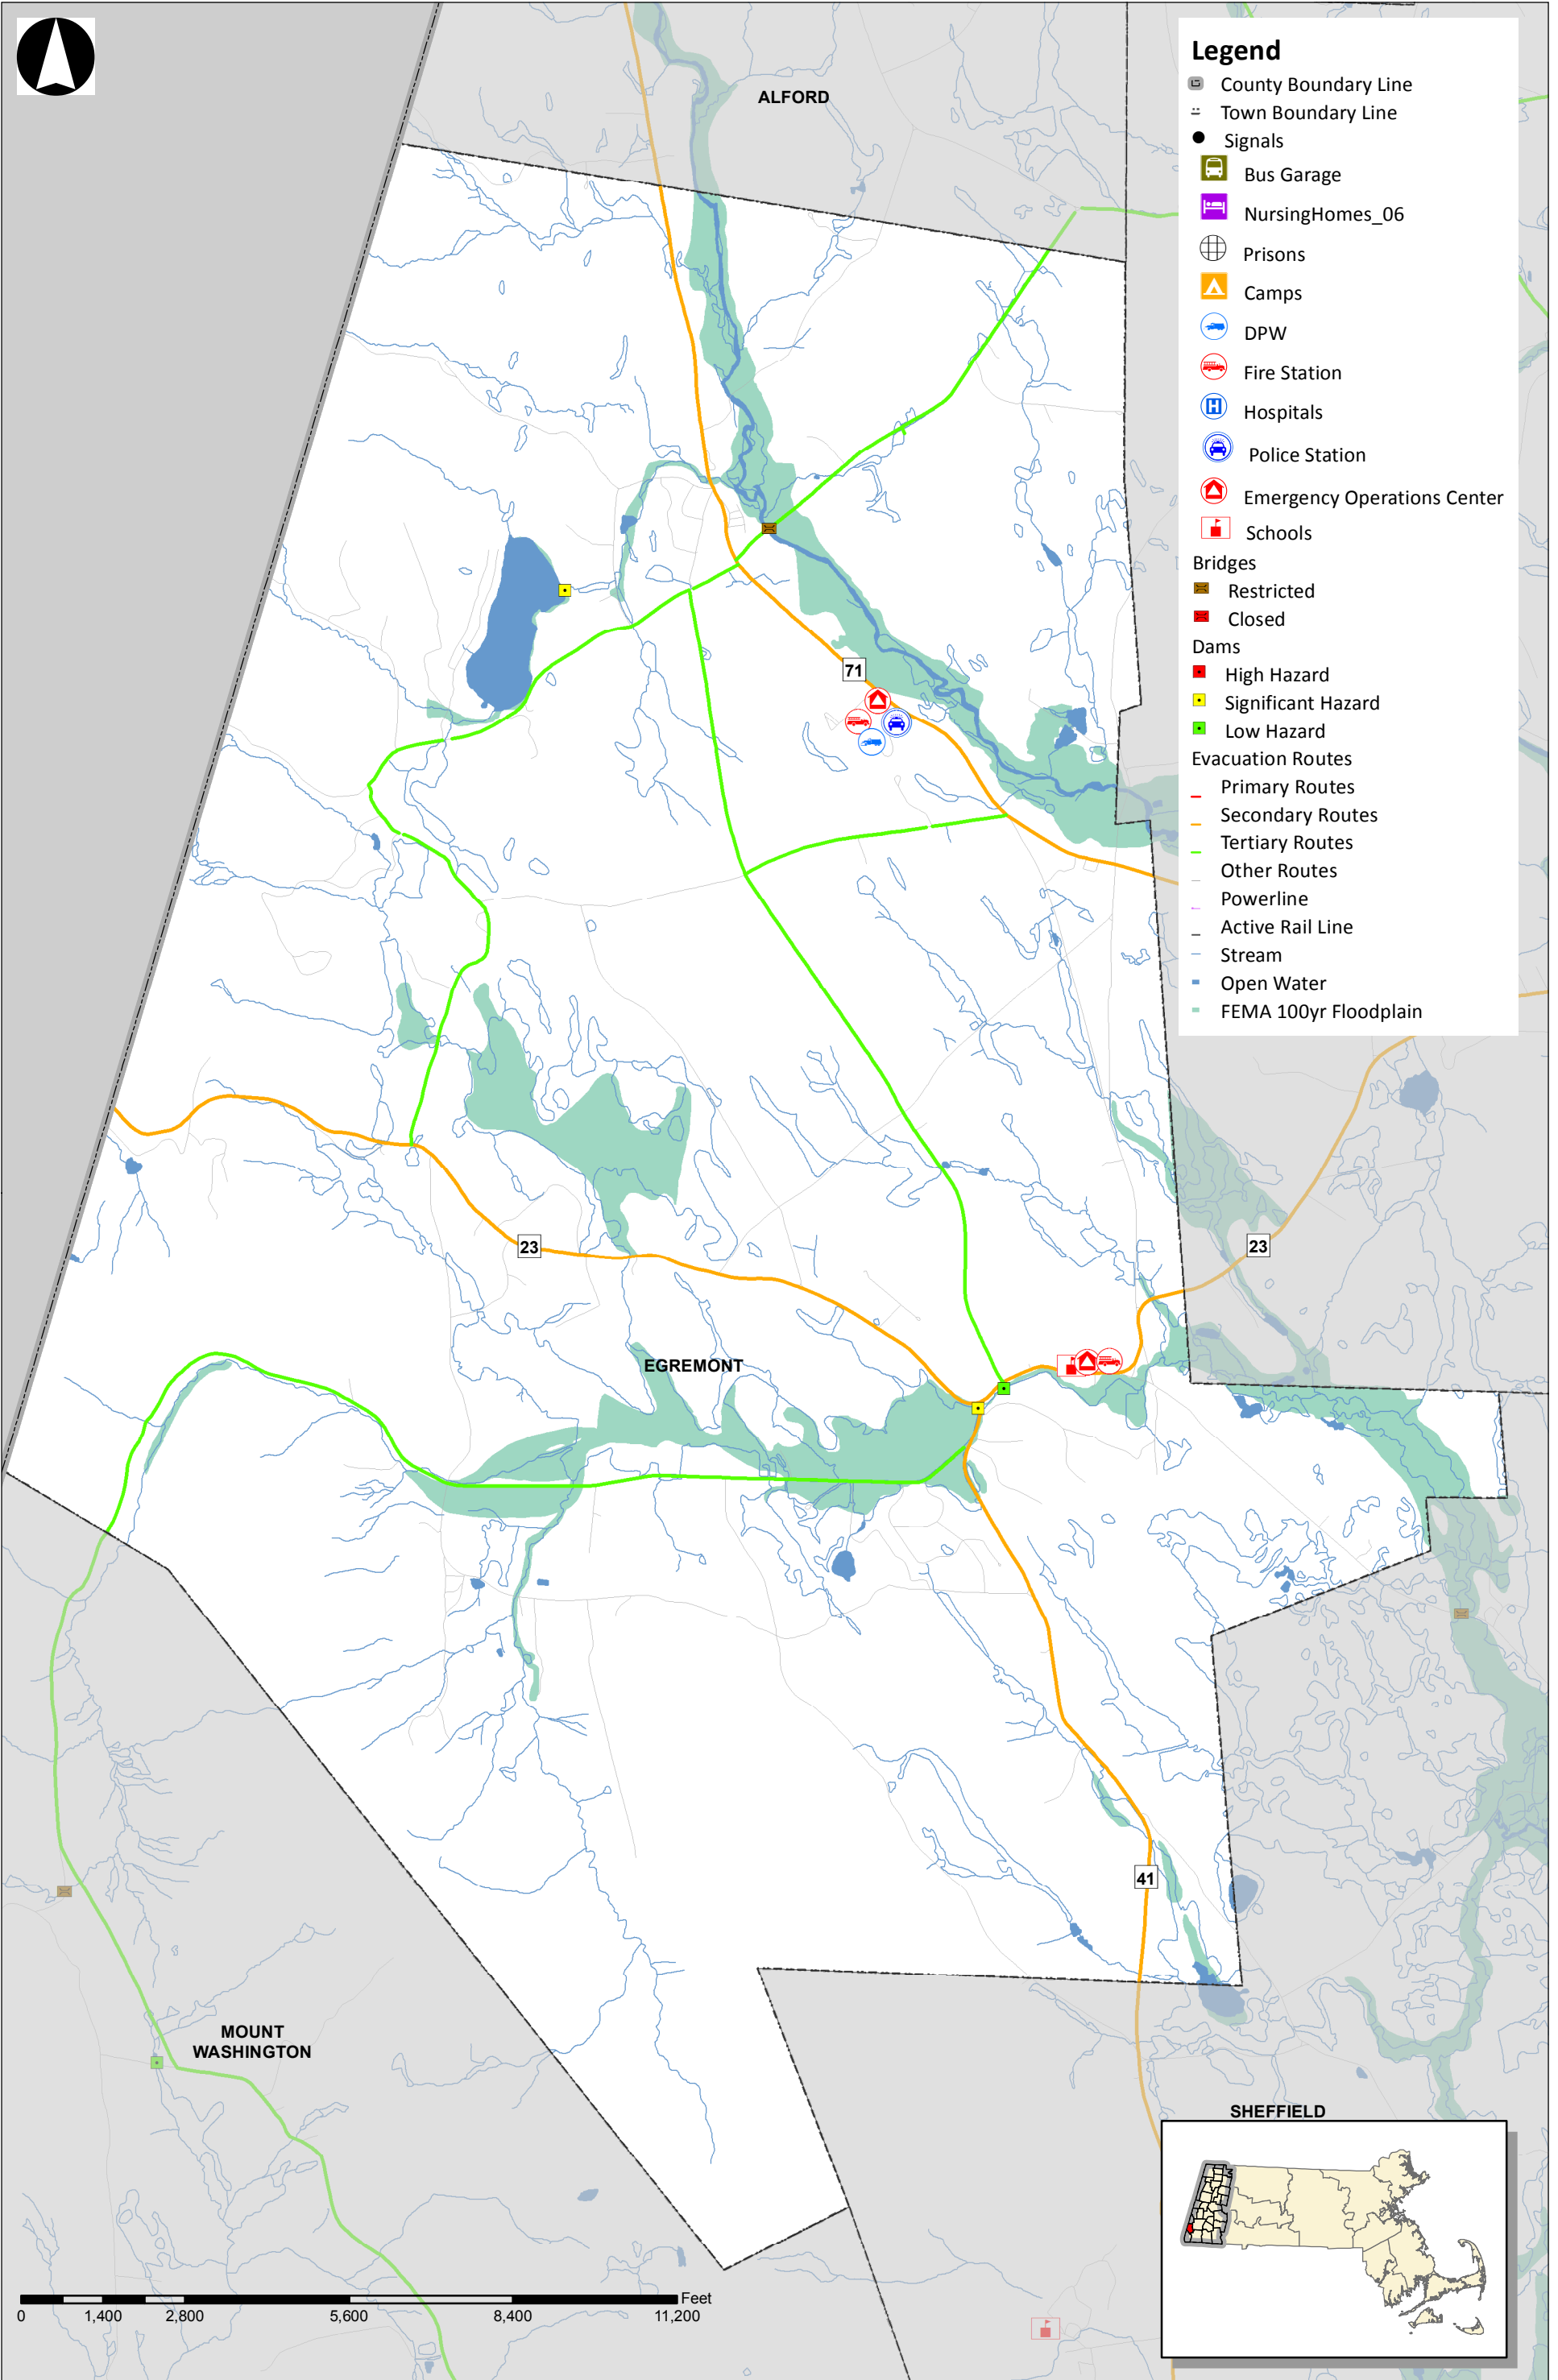 ALFORD
Legend
County Boundary Line
Town Boundary Line
Signals
Bus Garage
NursingHomes_06
Prisons
Camps
DPW
Fire Station
H
Hospitals
Police Station
Emergency Operations Center
Schools
Bridges
Restricted
Closed
Dams
High Hazard
Significant Hazard
Low Hazard
Evacuation Routes
Primary Routes
Secondary Routes
Tertiary Routes
Other Routes
Powerline
Active Rail Line
Stream
Open Water
FEMA 100yr Floodplain
71
23
23
EGREMONT
41
MOUNT
WASHINGTON
SHEFFIELD
Feet
0 1,400 2,800 5,600 8,400 11,200